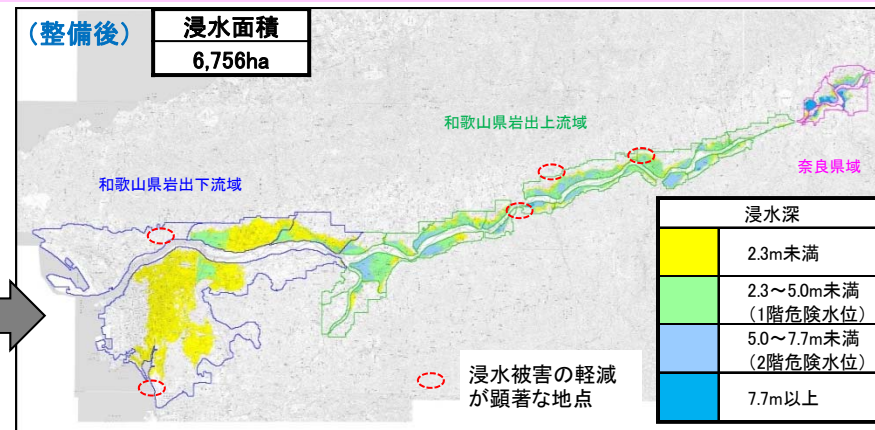 （整備後）
浸水面積
6,756ha
和歌山県岩出上流域
和歌山県岩出下流域
奈良県域
浸水深
2.3m未満
2.3～5.0m未満
（1階危険水位）
5.0～7.7m未満
（2階危険水位）
7.7m以上
浸水被害の軽減
が顕著な地点